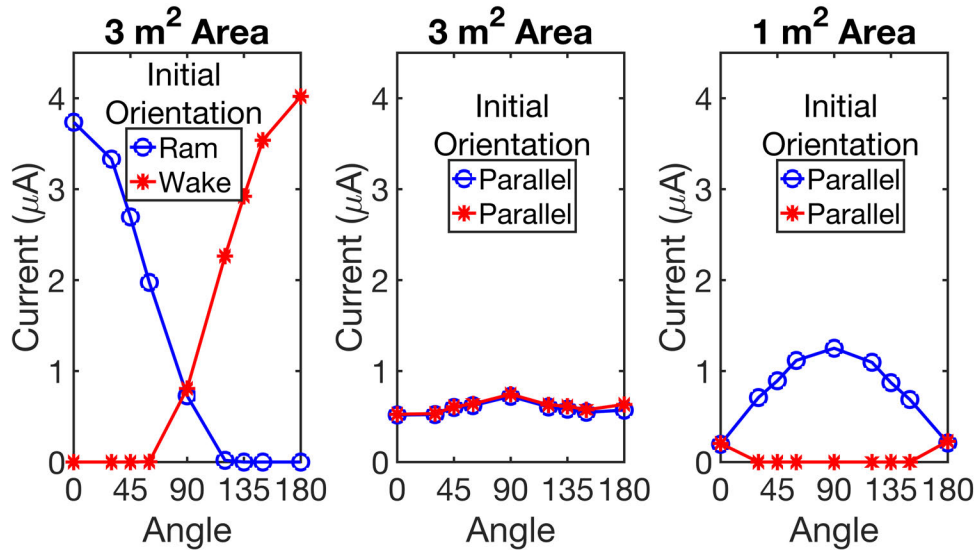 3 m² Area
Current (μA)
4
3
2
1
0
Initial
Orientation
Ram
Wake
0 45 90 135 180
Angle
3 m² Area
Current (μA)
4
3
2
1
0
Initial
Orientation
Parallel
Parallel
0 45 90 135 180
Angle
1 m² Area
Current (μA)
4
3
2
1
0
Initial
Orientation
Parallel
Parallel
0 45 90 135 180
Angle